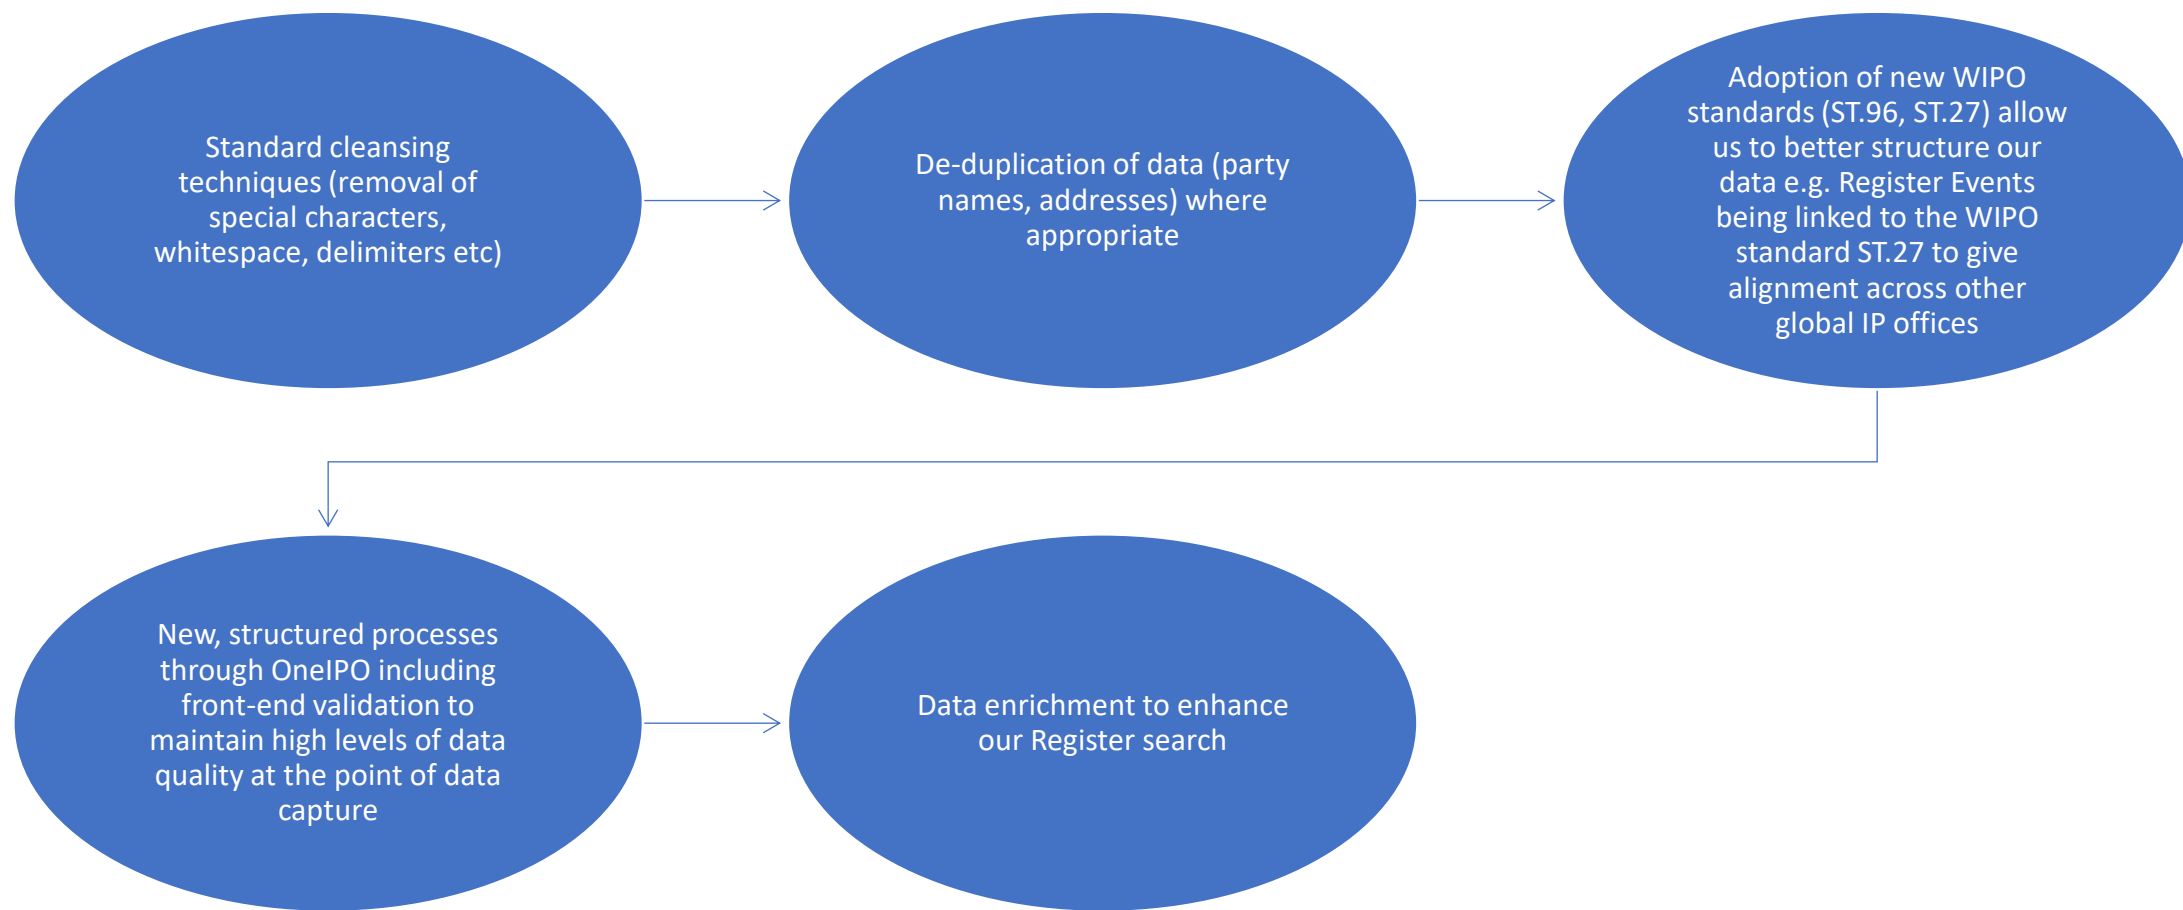 Standard cleansing
techniques (removal of
special characters,
whitespace, delimiters etc)
De-duplication of data (party
names, addresses) where
appropriate
Adoption of new WIPO
standards (ST.96, ST.27) allow
us to better structure our
data e.g. Register Events
being linked to the WIPO
standard ST.27 to give
alignment across other
global IP offices
New, structured processes
through OneIPO including
front-end validation to
maintain high levels of data
quality at the point of data
capture
Data enrichment to enhance
our Register search